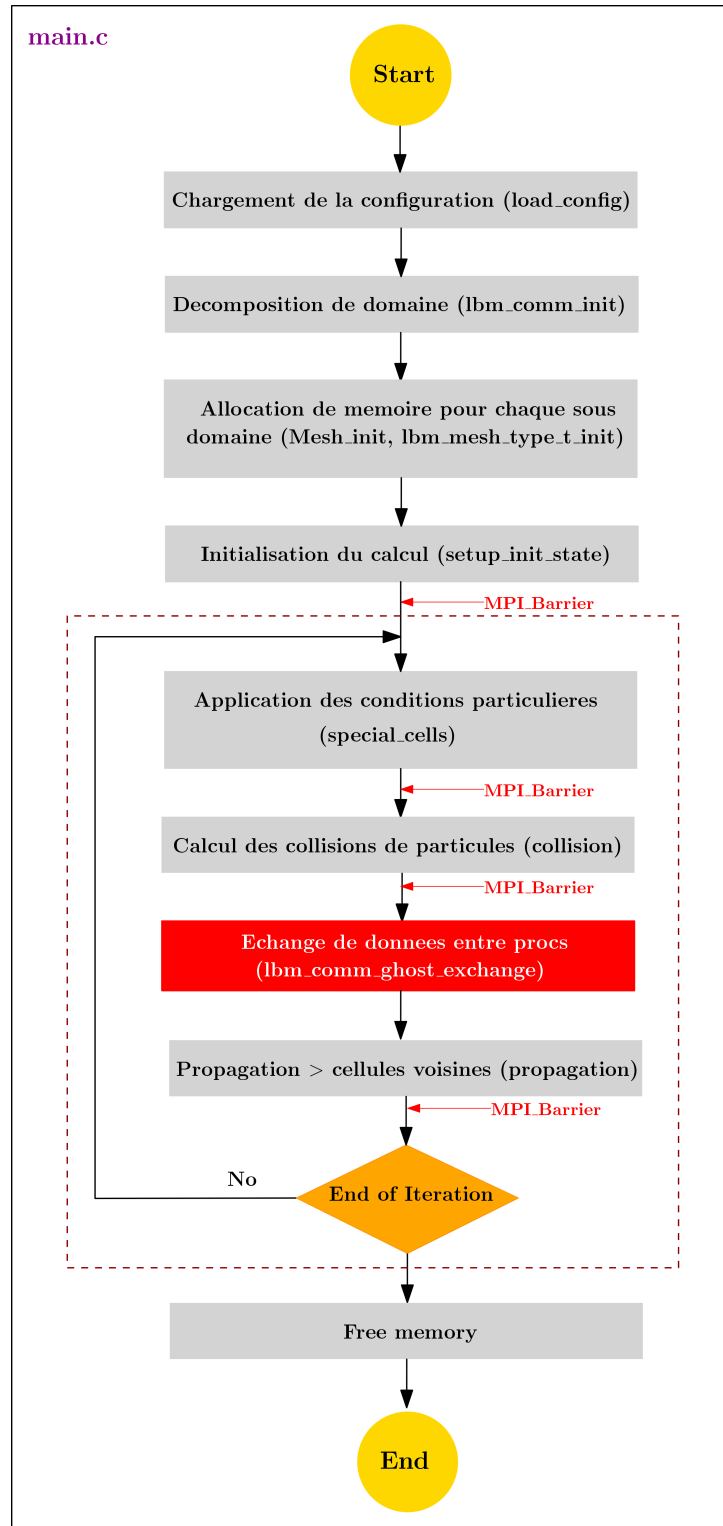 main.c
Start
Chargement de la configuration (load_config)
Decomposition de domaine (lbm_comm_init)
Allocation de memoire pour chaque sous
domaine (Mesh_init, lbm_mesh_type_t_init)
Initialisation du calcul (setup_init_state)
MPI_Barrier
Application des conditions particulieres
(special_cells)
MPI_Barrier
Calcul des collisions de particules (collision)
MPI_Barrier
Echange de donnees entre procs
(lbm_comm_ghost_exchange)
Propagation > cellules voisines (propagation)
MPI_Barrier
No
End of Iteration
Free memory
End